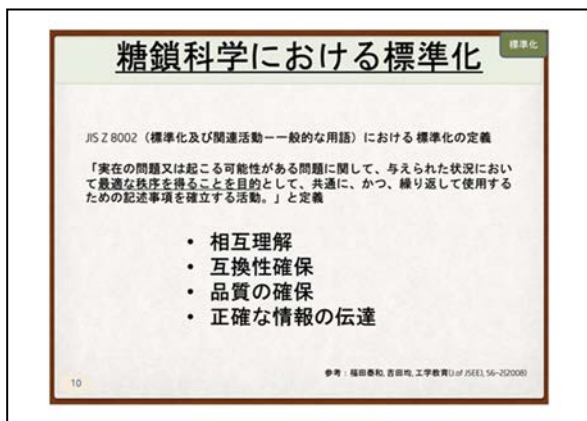 標準化
糖鎖科学における標準化
JIS Z 8002（標準化及び関連活動－一般的な用語）における 標準化の定義
「実在の問題又は起こる可能性がある問題に関して、与えられた状況におい
て最適な秩序を得ることを目的として、共通に、かつ、繰り返して使用する
ための記述事項を確立する活動。」と定義
• 相互理解
• 互換性確保
• 品質の確保
• 正確な情報の伝達
参考：福田泰和, 吉田均, 工学教育(J.of JSEE), 56-2(2008)
10